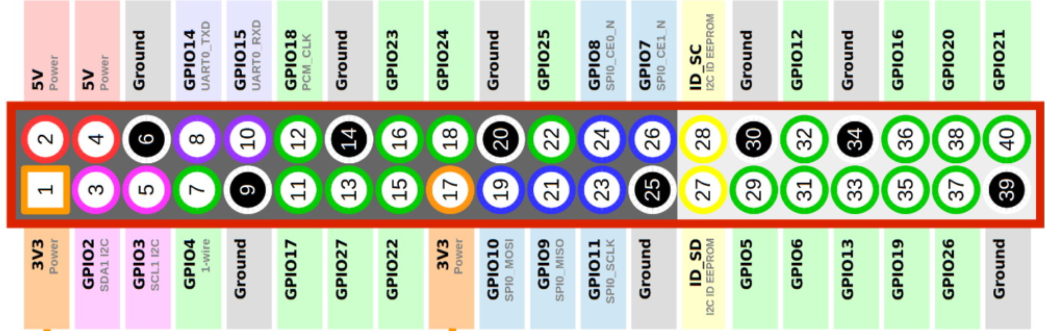 5V
Power
5V
Power
Ground
GPIO14
UART0_TXD
GPIO15
UART0_RXD
GPIO18
PCM_CLK
Ground
GPIO23
GPIO24
Ground
GPIO25
GPIO8
SPI0_CE0_N
GPIO7
SPI0_CE1_N
ID_SC
I2C ID EEPROM
Ground
GPIO12
Ground
GPIO16
GPIO20
GPIO21
2 4 6 8 10 12 14 16 18 20 22 24 26 28 30 32 34 36 38 40
1 3 5 7 9 11 13 15 17 19 21 23 25 27 29 31 33 35 37 39
3V3
Power
GPIO2
SDA1 I2C
GPIO3
SCL1 I2C
GPIO4
1-wire
Ground
GPIO17
GPIO27
GPIO22
3V3
Power
GPIO10
SPI0_MOSI
GPIO9
SPI0_MISO
GPIO11
SPI0_SCLK
Ground
ID_SD
I2C ID EEPROM
GPIO5
GPIO6
GPIO13
GPIO19
GPIO26
Ground